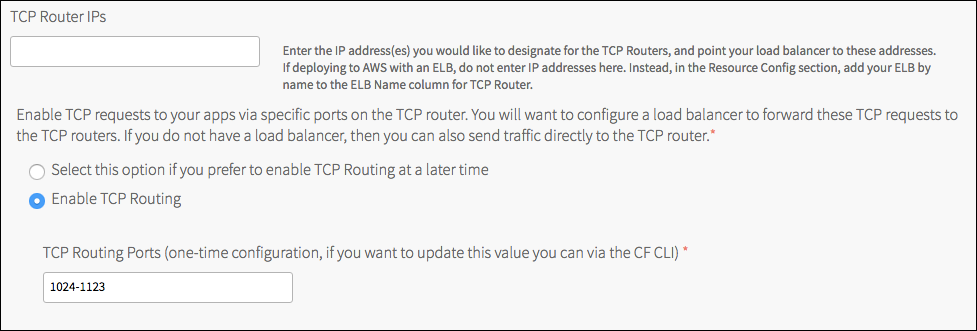 TCP Router IPs
Enter the IP address(es) you would like to designate for the TCP Routers, and point your load balancer to these addresses.
If deploying to AWS with an ELB, do not enter IP addresses here. Instead, in the Resource Config section, add your ELB by
name to the ELB Name column for TCP Router.
Enable TCP requests to your apps via specific ports on the TCP router. You will want to configure a load balancer to forward these TCP requests to
the TCP routers. If you do not have a load balancer, then you can also send traffic directly to the TCP router.*
Select this option if you prefer to enable TCP Routing at a later time
Enable TCP Routing
TCP Routing Ports (one-time configuration, if you want to update this value you can via the CF CLI) *
1024-1123